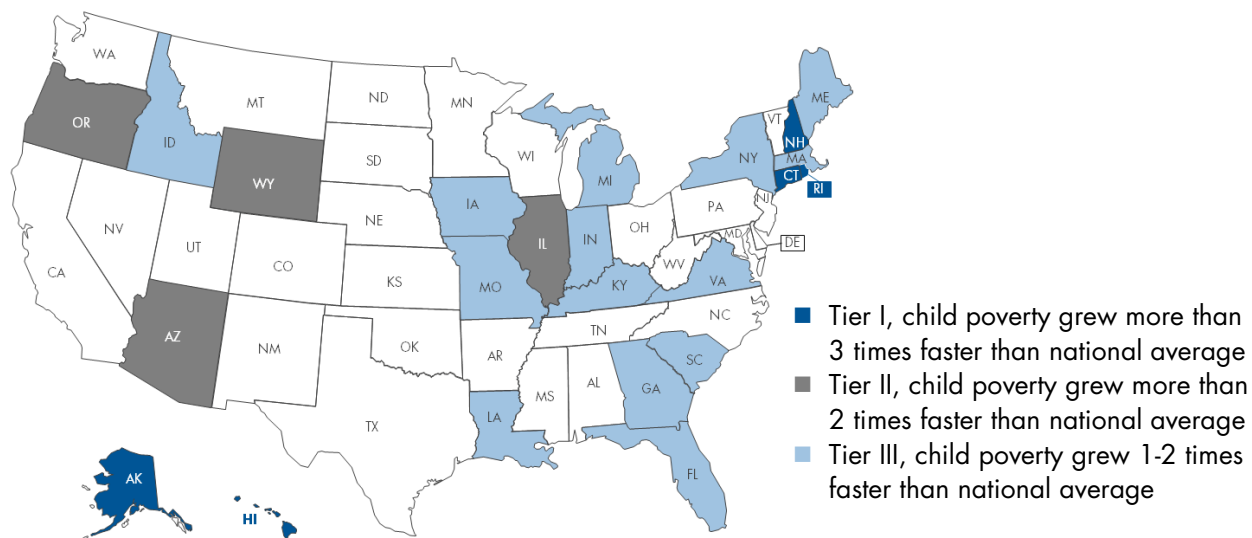 WA
MT
ND
MN
ME
OR
VT
NH
ID
WI
SD
NY
MA
CT
WY
MI
RI
IA
NJ
PA
NE
NV
OH
IN
IL
MD
DE
UT
CO
WV
CA
VA
KS
MO
KY
NC
TN
AZ
OK
NM
AR
SC
MS
AL
GA
LA
TX
FL
AK
HI
Tier I, child poverty grew more than
3 times faster than national average
Tier II, child poverty grew more than
2 times faster than national average
Tier III, child poverty grew 1-2 times
faster than national average